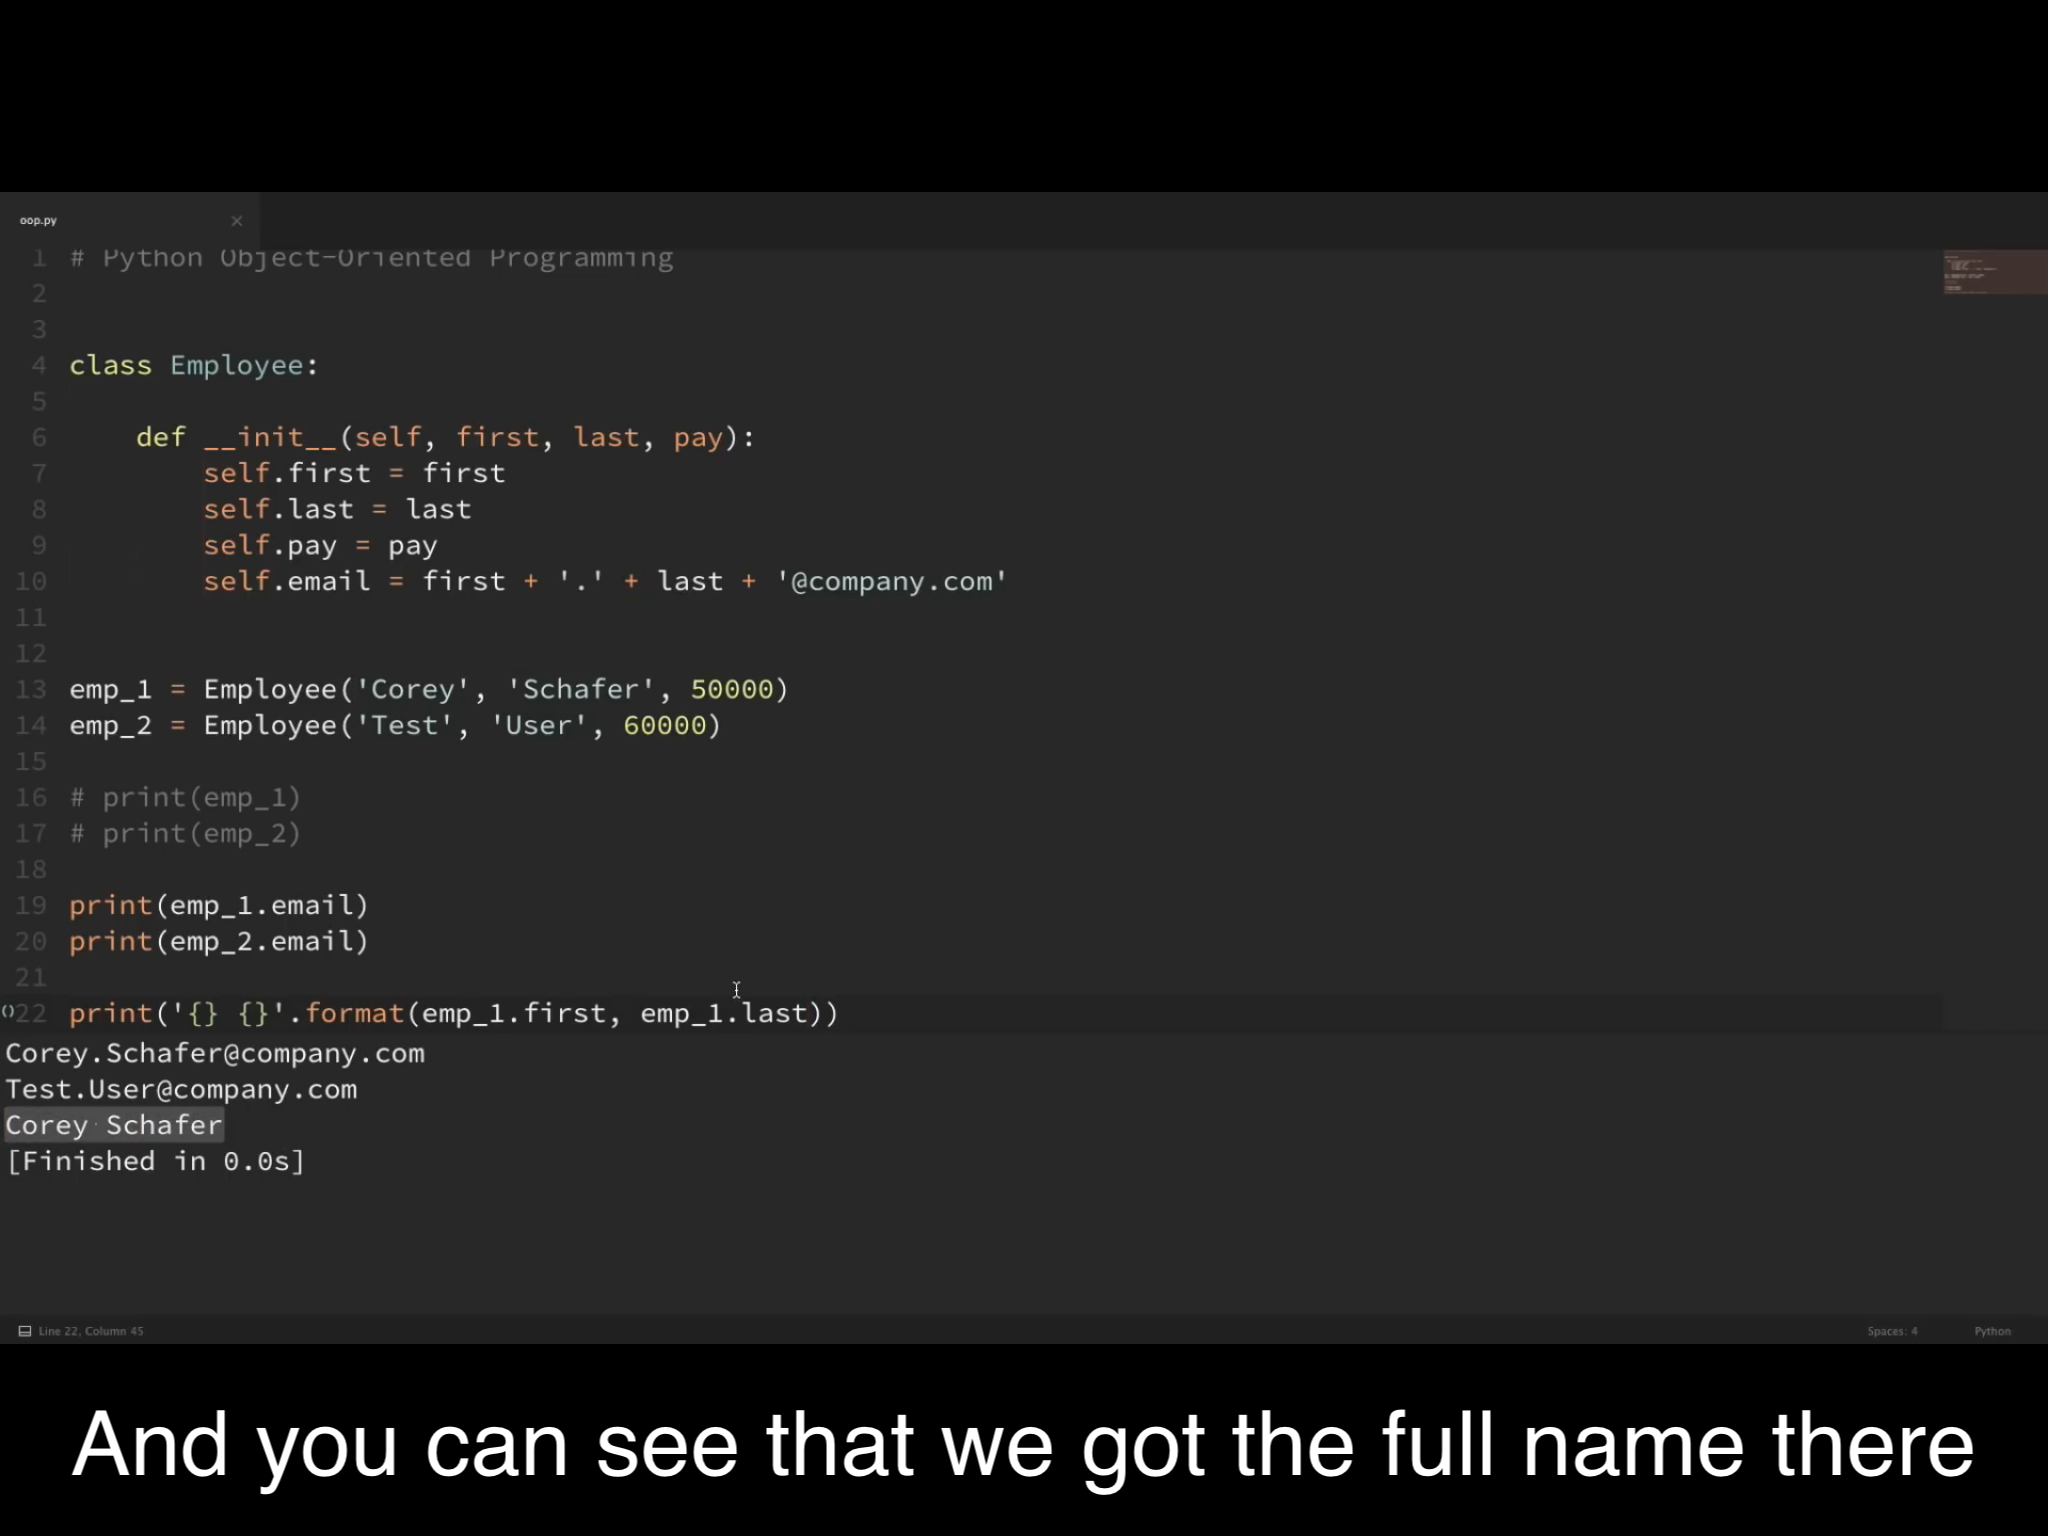 oop.py
1 # Python Object-Oriented Programming
2
3
4 class Employee:
5
6     def __init__(self, first, last, pay):
7         self.first = first
8         self.last = last
9         self.pay = pay
10         self.email = first + '.' + last + '@company.com'
11
12
13 emp_1 = Employee('Corey', 'Schafer', 50000)
14 emp_2 = Employee('Test', 'User', 60000)
15
16 # print(emp_1)
17 # print(emp_2)
18
19 print(emp_1.email)
20 print(emp_2.email)
21
22 print('{} {}'.format(emp_1.first, emp_1.last))
Corey.Schafer@company.com
Test.User@company.com
Corey Schafer
[Finished in 0.0s]
Line 22, Column 45 Spaces: 4 Python
And you can see that we got the full name there